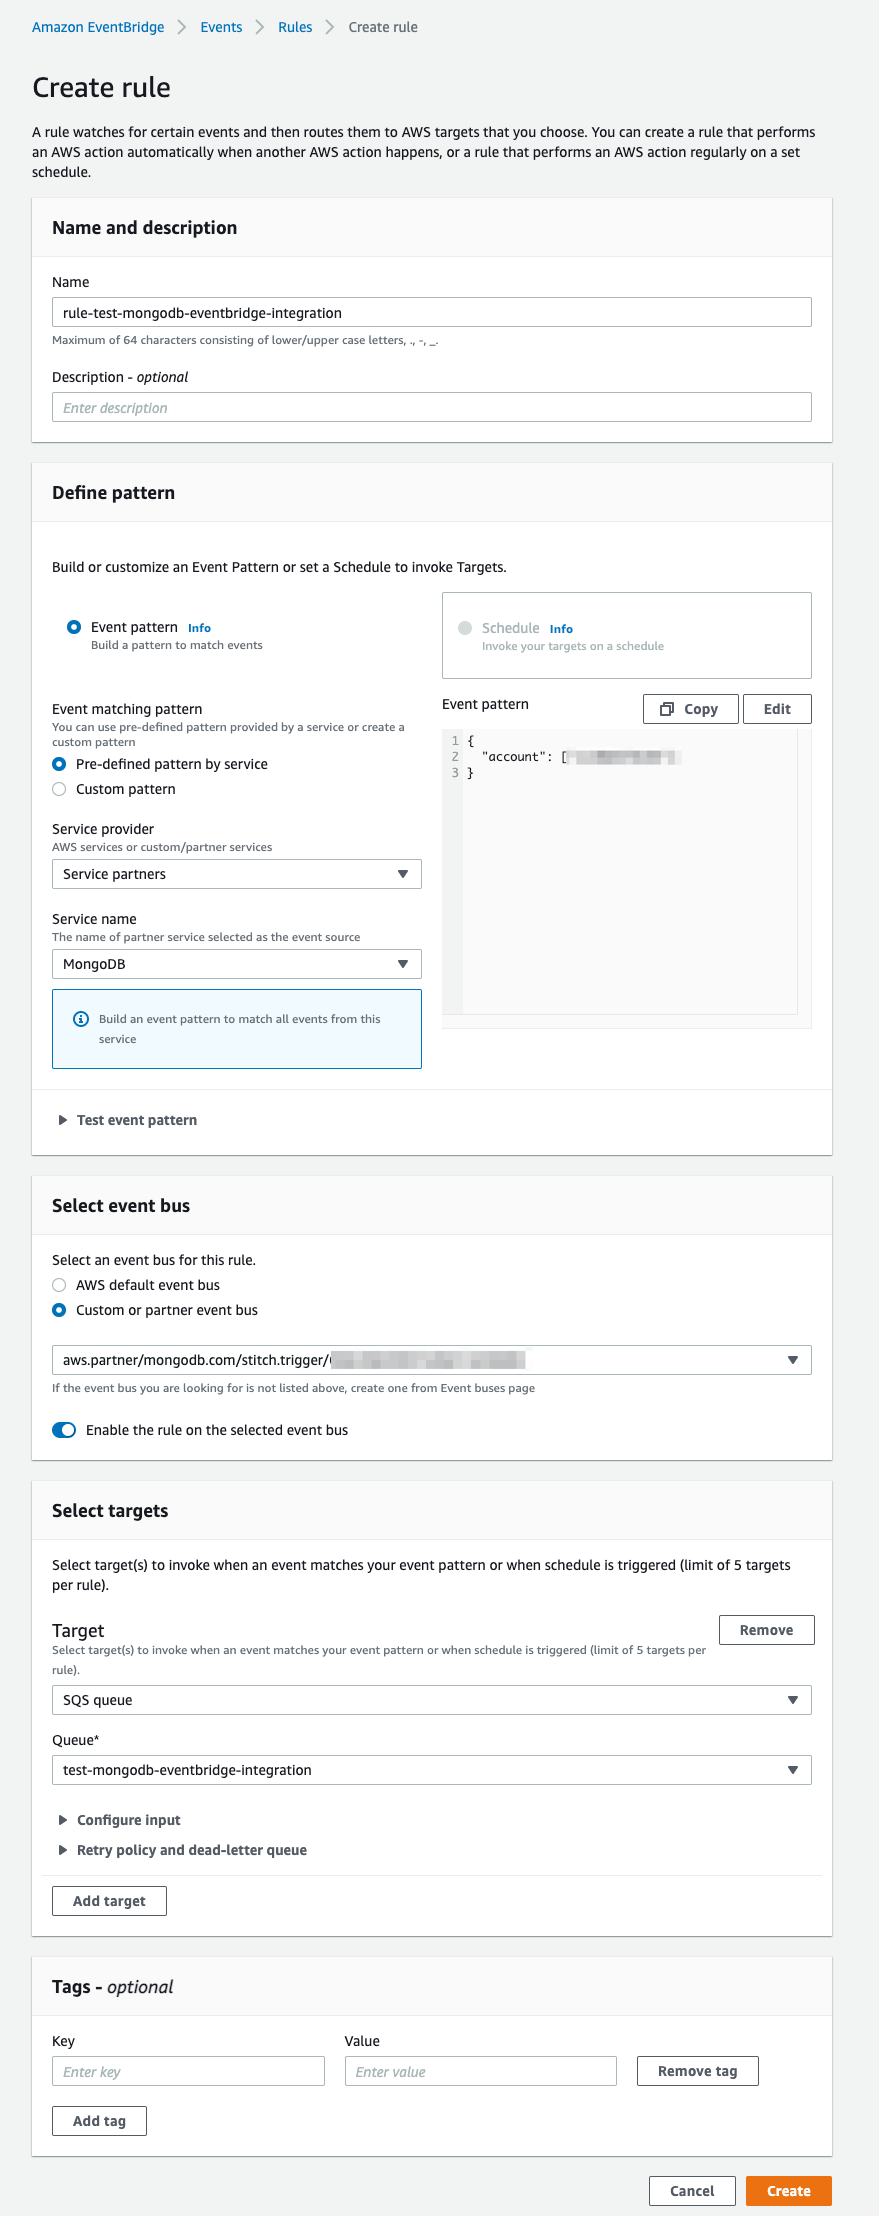 Amazon EventBridge > Events > Rules > Create rule
Create rule
A rule watches for certain events and then routes them to AWS targets that you choose. You can create a rule that performs
an AWS action automatically when another AWS action happens, or a rule that performs an AWS action regularly on a set
schedule.
Name and description
Name
rule-test-mongodb-eventbridge-integration
Maximum of 64 characters consisting of lower/upper case letters, ., -, _.
Description - optional
Enter description
Define pattern
Build or customize an Event Pattern or set a Schedule to invoke Targets.
Event pattern Info
Build a pattern to match events
Schedule Info
Invoke your targets on a schedule
Event matching pattern
You can use pre-defined pattern provided by a service or create a
custom pattern
Pre-defined pattern by service
Custom pattern
Service provider
AWS services or custom/partner services
Service partners
Service name
The name of partner service selected as the event source
MongoDB
Build an event pattern to match all events from this
service
Event pattern
Copy
Edit
1 {
2 "account": [
3 }
Test event pattern
Select event bus
Select an event bus for this rule.
AWS default event bus
Custom or partner event bus
aws.partner/mongodb.com/stitch.trigger/
If the event bus you are looking for is not listed above, create one from Event buses page
Enable the rule on the selected event bus
Select targets
Select target(s) to invoke when an event matches your event pattern or when schedule is triggered (limit of 5 targets
per rule).
Target
Remove
Select target(s) to invoke when an event matches your event pattern or when schedule is triggered (limit of 5 targets per
rule).
SQS queue
Queue*
test-mongodb-eventbridge-integration
Configure input
Retry policy and dead-letter queue
Add target
Tags - optional
Key
Value
Enter key
Enter value
Remove tag
Add tag
Cancel
Create